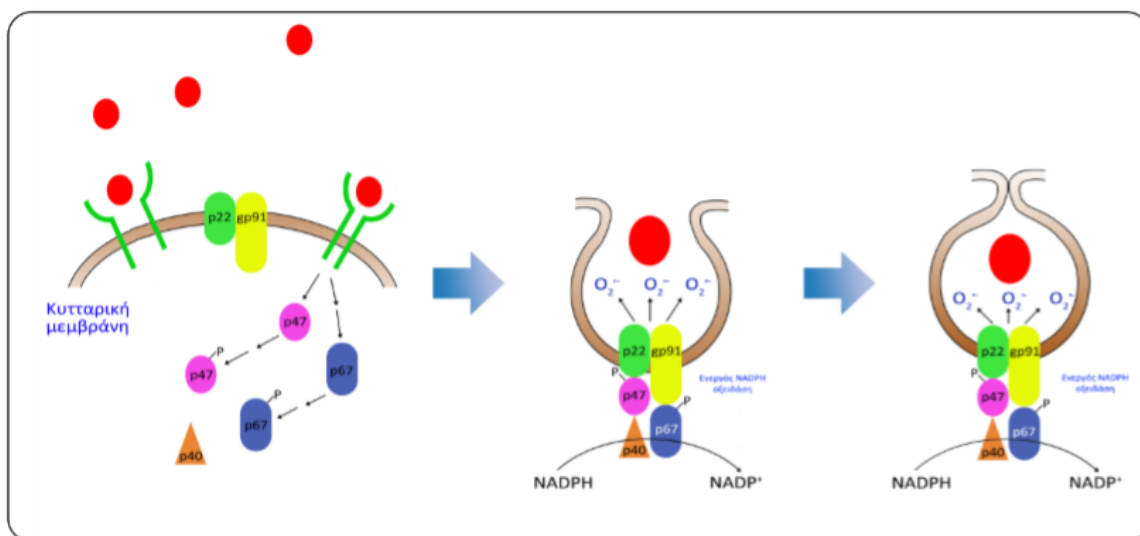 p22 gp91
Κυτταρική
μεμβράνη
p47
P
p47
p67
P
p67
p40
O₂⁻ O₂⁻ O₂⁻
p22 gp91
P
p47
Ενεργός NADPH
οξειδάση
P
p67
p40
NADPH NADP⁺
O₂⁻ O₂⁻ O₂⁻
p22 gp91
P
p47
Ενεργός NADPH
οξειδάση
P
p67
p40
NADPH NADP⁺